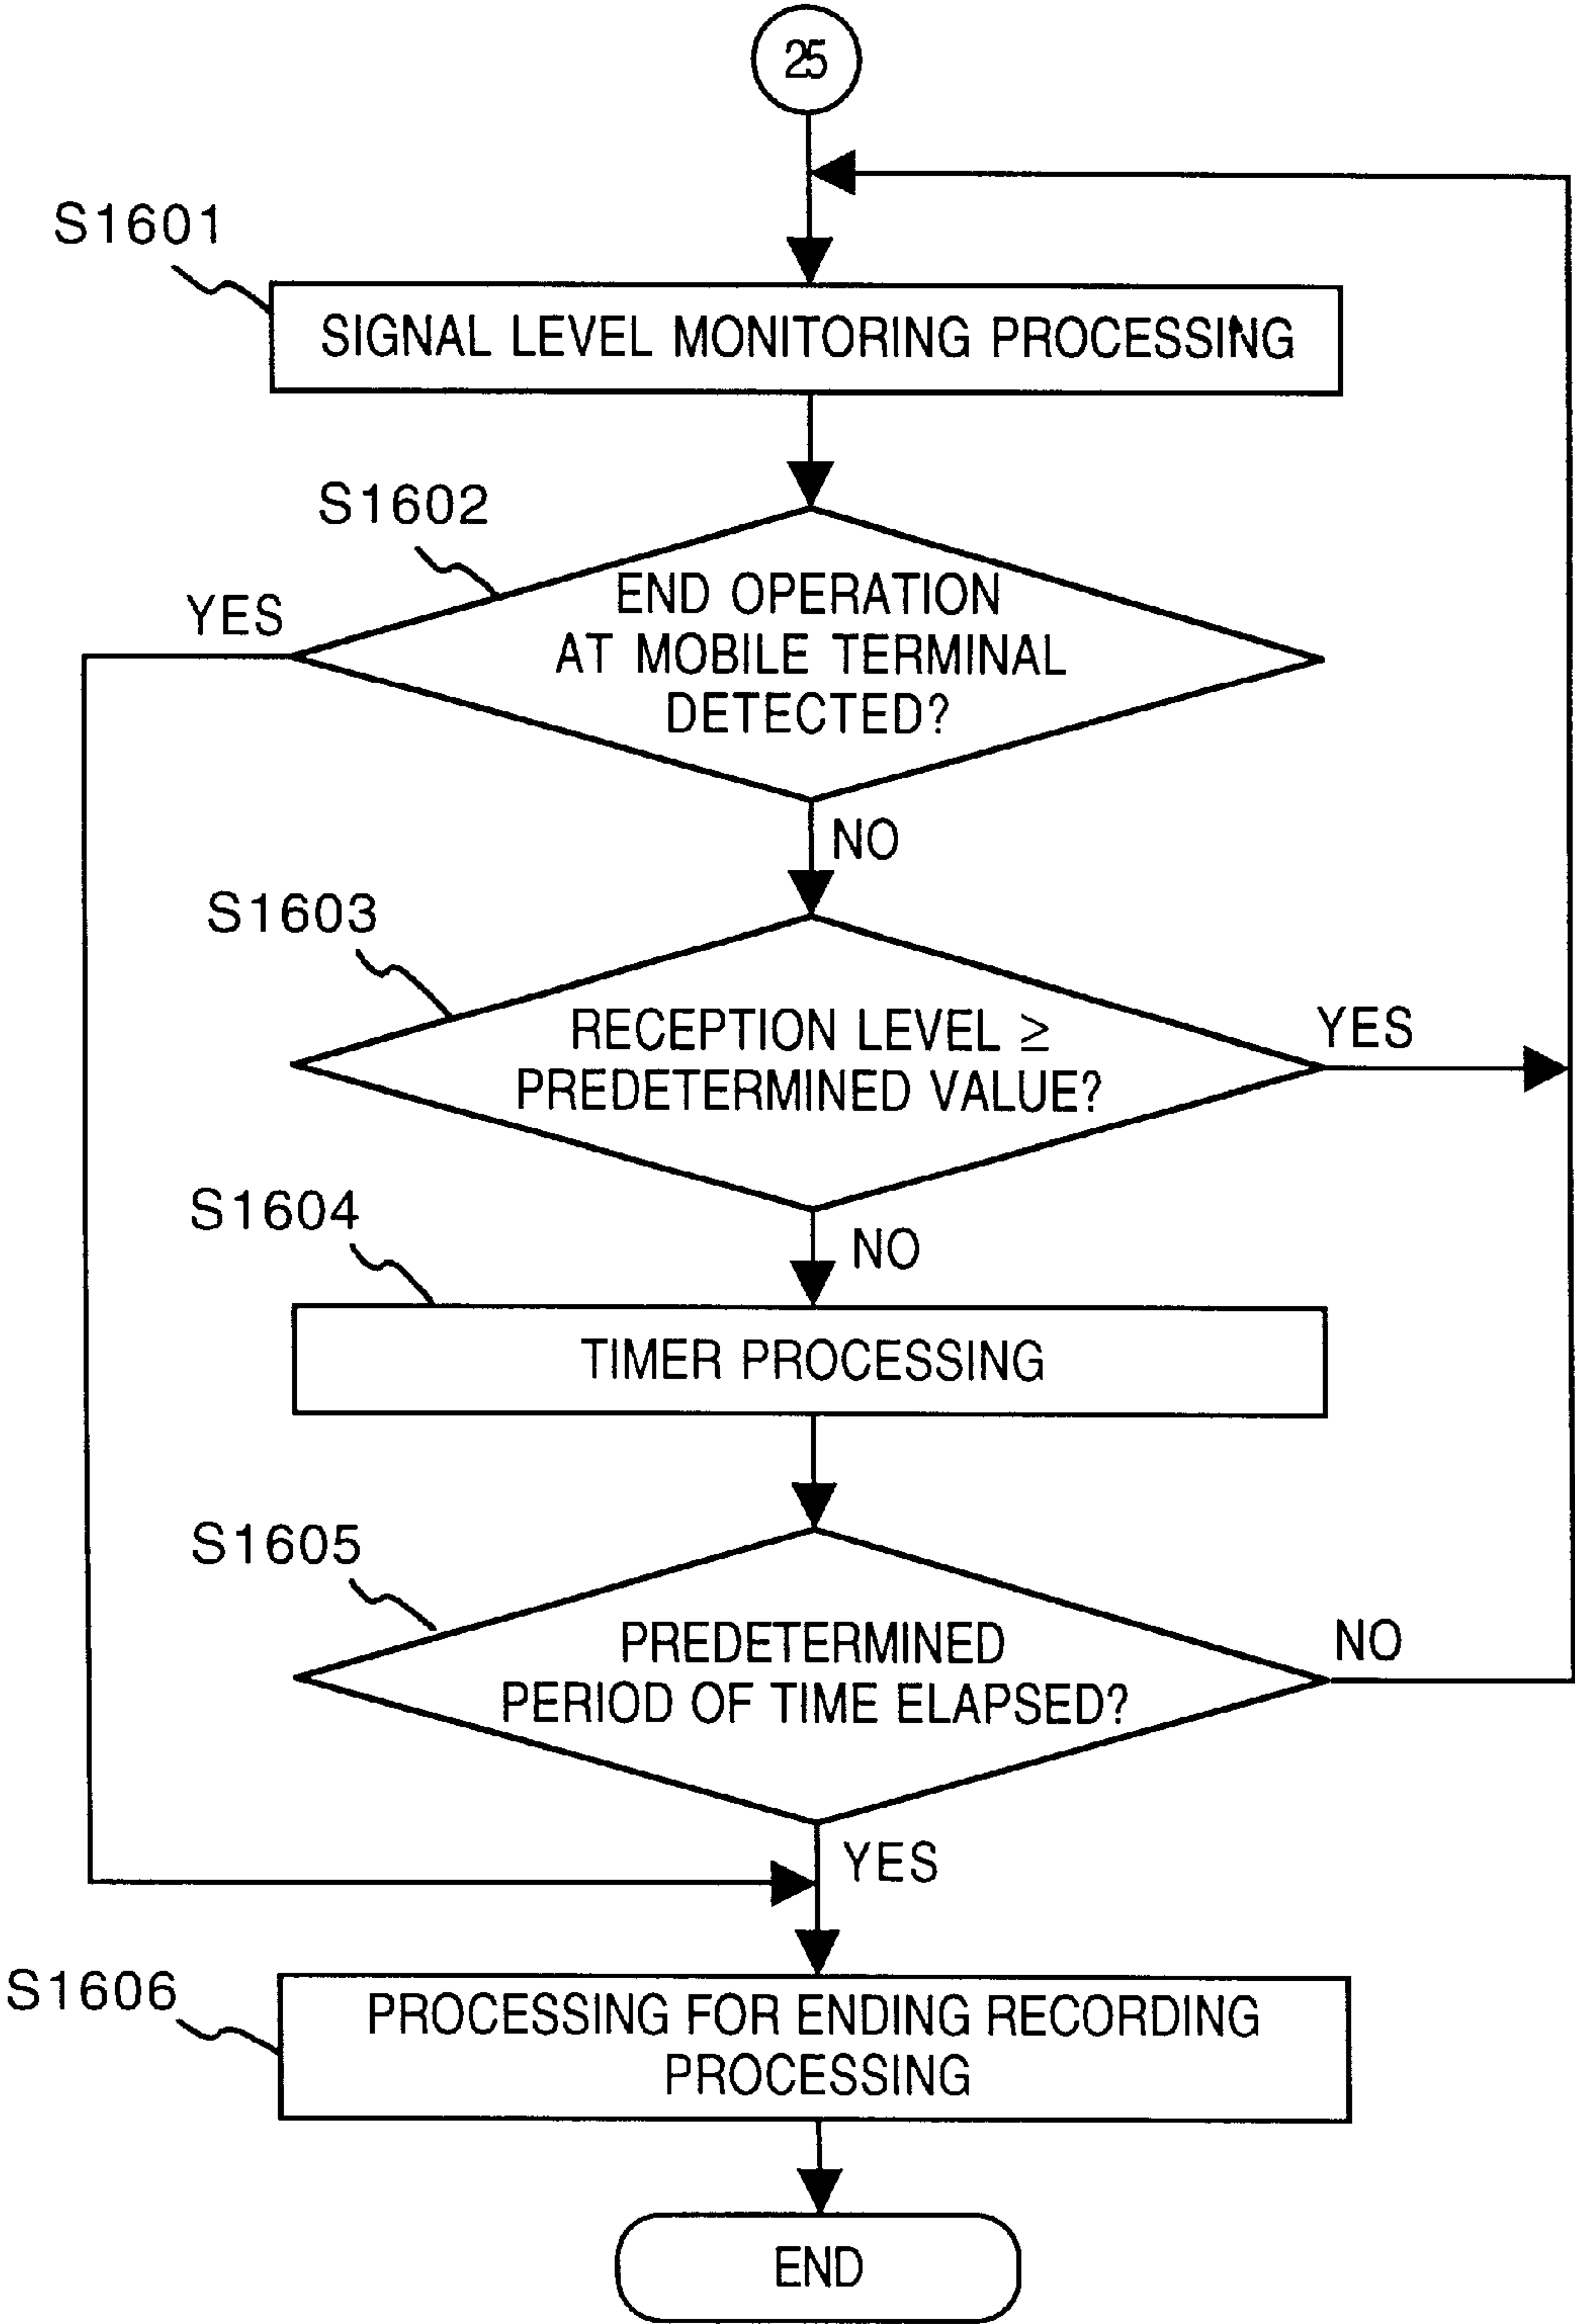 25
S1601
SIGNAL LEVEL MONITORING PROCESSING
S1602
YES
END OPERATION
AT MOBILE TERMINAL
DETECTED?
NO
S1603
RECEPTION LEVEL ≥
PREDETERMINED VALUE?
YES
S1604
NO
TIMER PROCESSING
S1605
PREDETERMINED
PERIOD OF TIME ELAPSED?
NO
YES
S1606
PROCESSING FOR ENDING RECORDING
PROCESSING
END